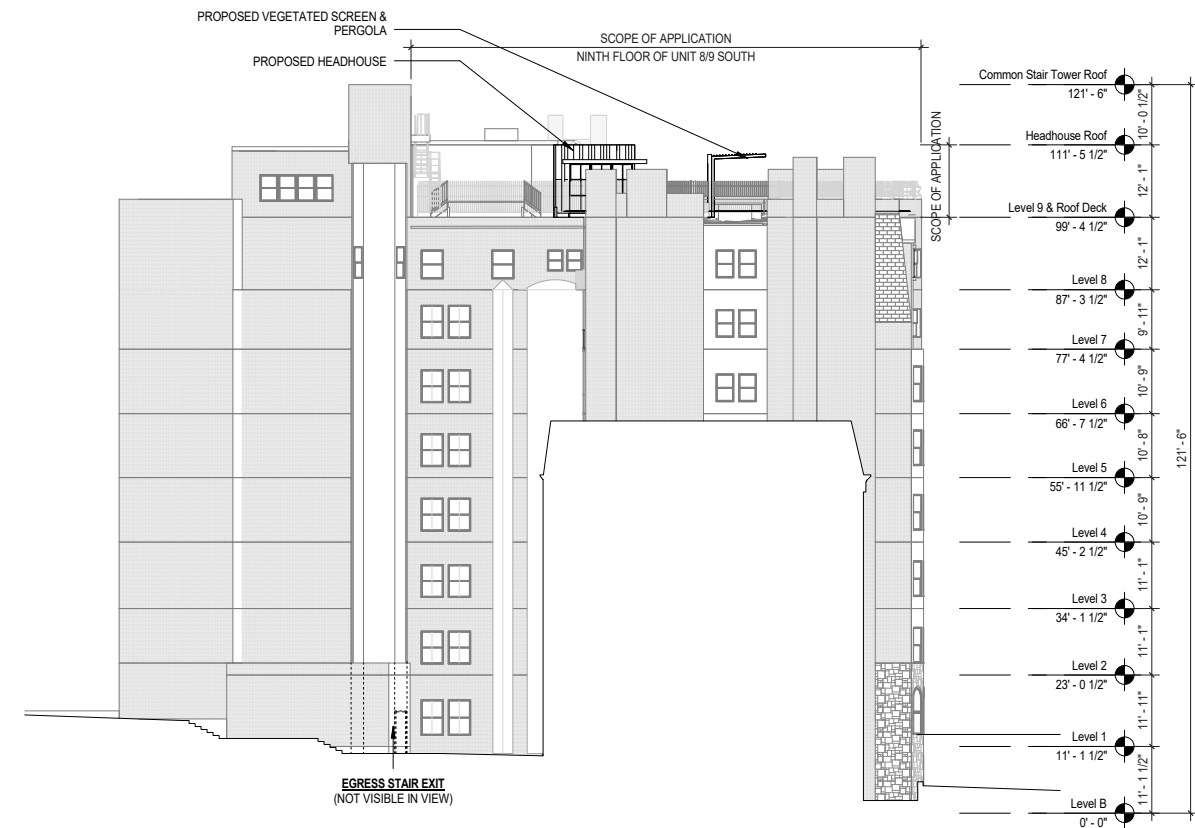 PROPOSED VEGETATED SCREEN &
PERGOLA
PROPOSED HEADHOUSE
SCOPE OF APPLICATION
NINTH FLOOR OF UNIT 8/9 SOUTH
SCOPE OF APPLICATION
Common Stair Tower Roof
121' - 6"
10' - 0 1/2"
Headhouse Roof
111' - 5 1/2"
12' - 1"
Level 9 & Roof Deck
99' - 4 1/2"
12' - 1"
Level 8
87' - 3 1/2"
9' - 11"
Level 7
77' - 4 1/2"
10' - 9"
Level 6
66' - 7 1/2"
10' - 8"
Level 5
55' - 11 1/2"
10' - 9"
Level 4
45' - 2 1/2"
11' - 1"
Level 3
34' - 1 1/2"
11' - 1"
Level 2
23' - 0 1/2"
11' - 11"
Level 1
11' - 1 1/2"
11' - 1 1/2"
Level B
0' - 0"
121' - 6"
EGRESS STAIR EXIT
(NOT VISIBLE IN VIEW)